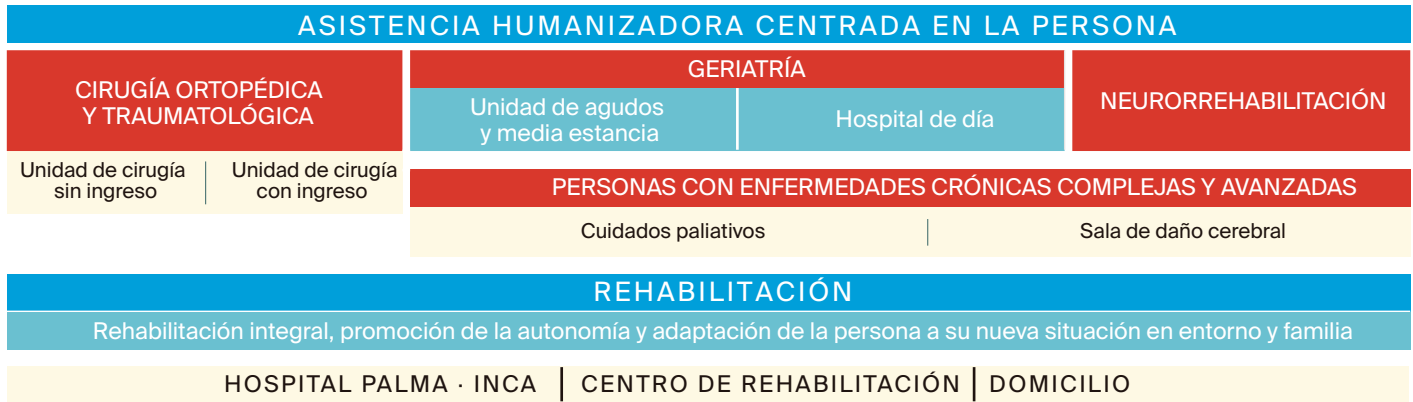 ASISTENCIA HUMANIZADORA CENTRADA EN LA PERSONA
CIRUGÍA ORTOPÉDICA
Y TRAUMATOLÓGICA
Unidad de cirugía
sin ingreso
Unidad de cirugía
con ingreso
GERIATRÍA
Unidad de agudos
y media estancia
Hospital de día
NEURORREHABILITACIÓN
PERSONAS CON ENFERMEDADES CRÓNICAS COMPLEJAS Y AVANZADAS
Cuidados paliativos
Sala de daño cerebral
REHABILITACIÓN
Rehabilitación integral, promoción de la autonomía y adaptación de la persona a su nueva situación en entorno y familia
HOSPITAL PALMA · INCA | CENTRO DE REHABILITACIÓN | DOMICILIO